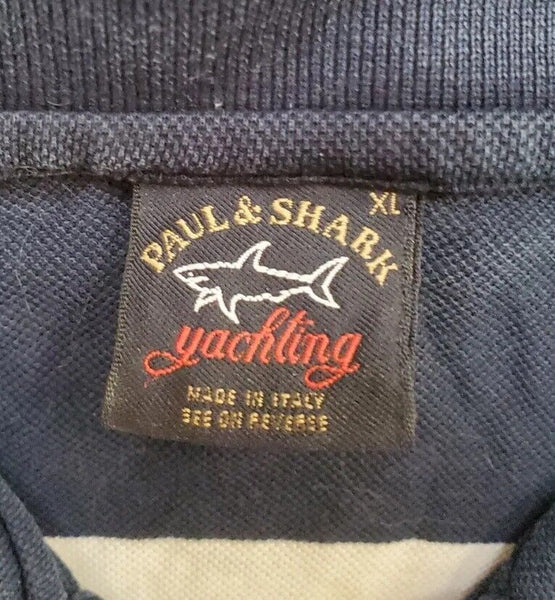 XL
PAUL & SHARK
yachting
MADE IN ITALY
SEE ON REVERSE